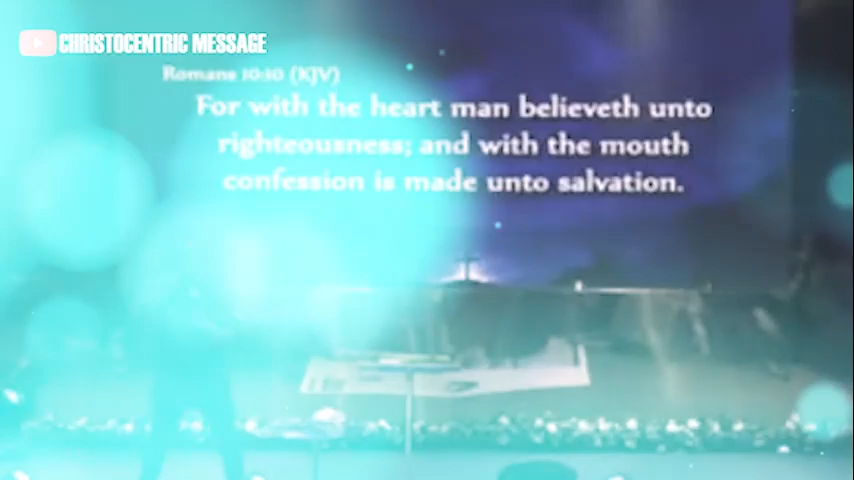 CHRISTOCENTRIC MESSAGE
Romans 10:10 (KJV)
For with the heart man believeth unto
righteousness; and with the mouth
confession is made unto salvation.